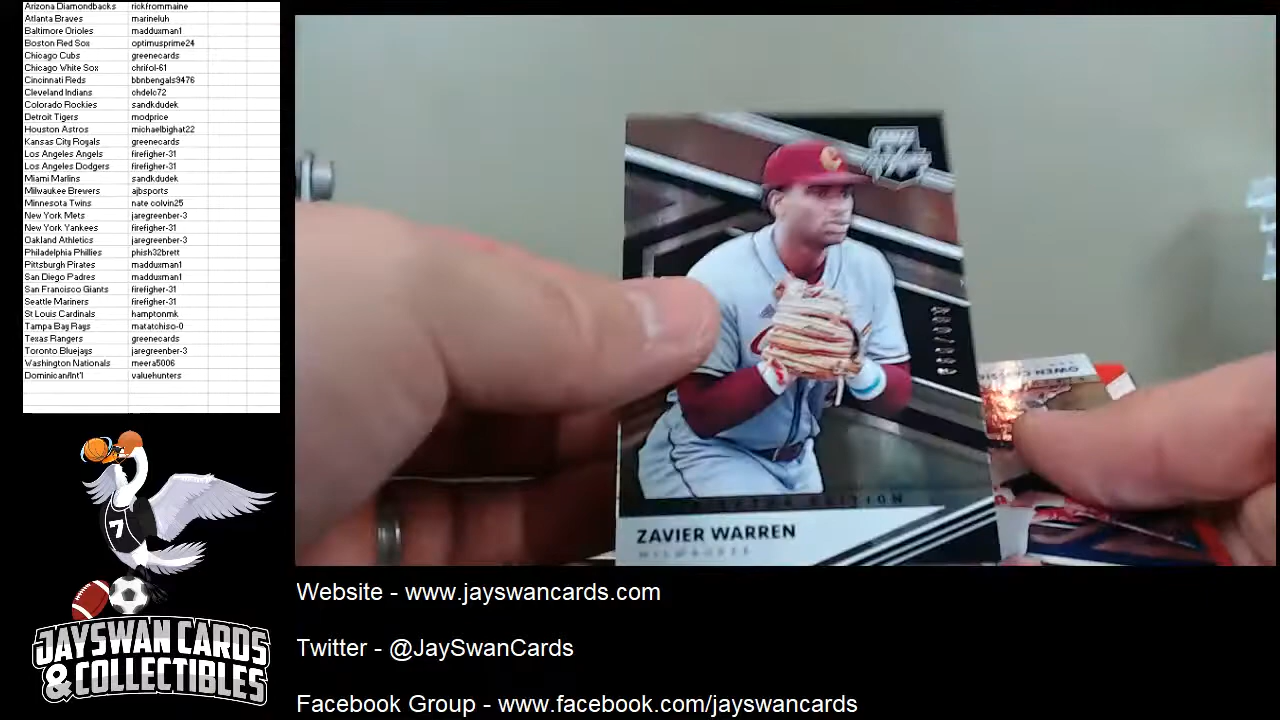 Arizona Diamondbacks rickfrommaine
Atlanta Braves marineluh
Baltimore Orioles madduxman1
Boston Red Sox optimusprime24
Chicago Cubs greenecards
Chicago White Sox chrifol-61
Cincinnati Reds bbnbengals9476
Cleveland Indians chdelc72
Colorado Rockies sandkdudek
Detroit Tigers modprice
Houston Astros michaelbighat22
Kansas City Royals greenecards
Los Angeles Angels firefigher-31
Los Angeles Dodgers firefigher-31
Miami Marlins sandkdudek
Milwaukee Brewers ajbsports
Minnesota Twins nate colvin25
New York Mets jaregreenber-3
New York Yankees firefigher-31
Oakland Athletics jaregreenber-3
Philadelphia Phillies phish32brett
Pittsburgh Pirates madduxman1
San Diego Padres madduxman1
San Francisco Giants firefigher-31
Seattle Mariners firefigher-31
St Louis Cardinals hamptonmk
Tampa Bay Rays matatchiso-0
Texas Rangers greenecards
Toronto Bluejays jaregreenber-3
Washington Nationals meera5006
Dominican/Int'l valuehunters
7
JAYSWAN CARDS
& COLLECTIBLES
C
EDITION
ZAVIER WARREN
MILWAUKEE
OWEN
Website - www.jayswancards.com
Twitter - @JaySwanCards
Facebook Group - www.facebook.com/jayswancards